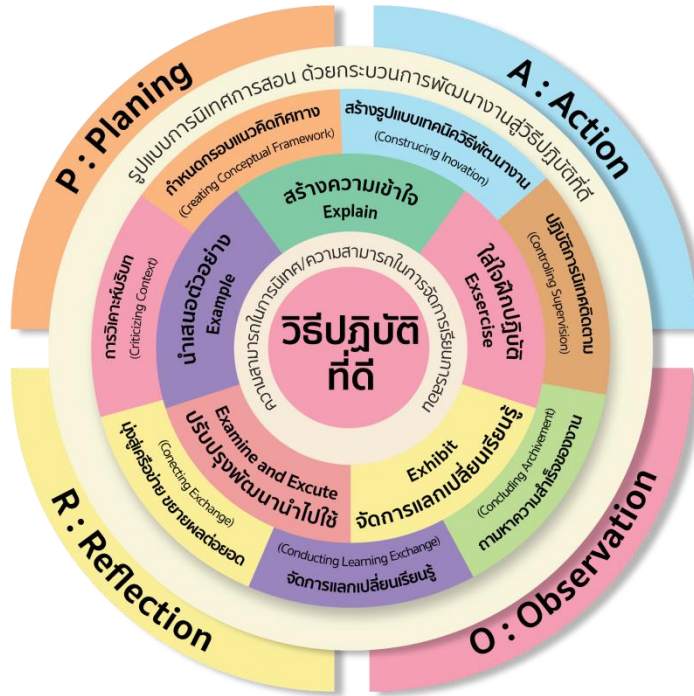 P : Planing
A : Action
O : Observation
R : Reflection
รูปแบบการนิเทศการสอน ด้วยกระบวนการพัฒนางานสู่วิธีปฏิบัติที่ดี
การวิเคาะห์บริบท
(Criticizing Context)
กำหนดกรอบแนวคิดทิศทาง
(Creating Conceptual Framework)
สร้างรูปแบบเทคนิควิธีพัฒนางาน
(Construcing Inovation)
ปฏิบัติการนิเทศติดตาม
(Controling Supervision)
(Concluding Archivement)
ถามหาความสำเร็จของงาน
(Conducting Learning Exchange)
จัดการแลกเปลี่ยนเรียนรู้
(Conecting Exchange)
มุ่งสู่เครือข่าย ขยายผลต่อยอด
นำเสนอตัวอย่าง
Example
สร้างความเข้าใจ
Explain
ใส่ใจฝึกปฏิบัติ
Exsercise
Exhibit
จัดการแลกเปลี่ยนเรียนรู้
Examine and Excute
ปรับปรุงพัฒนานำไปใช้
ความสามารถในการนิเทศ/ความสามารถในการจัดการเรียนการสอน
วิธีปฏิบัติ
ที่ดี